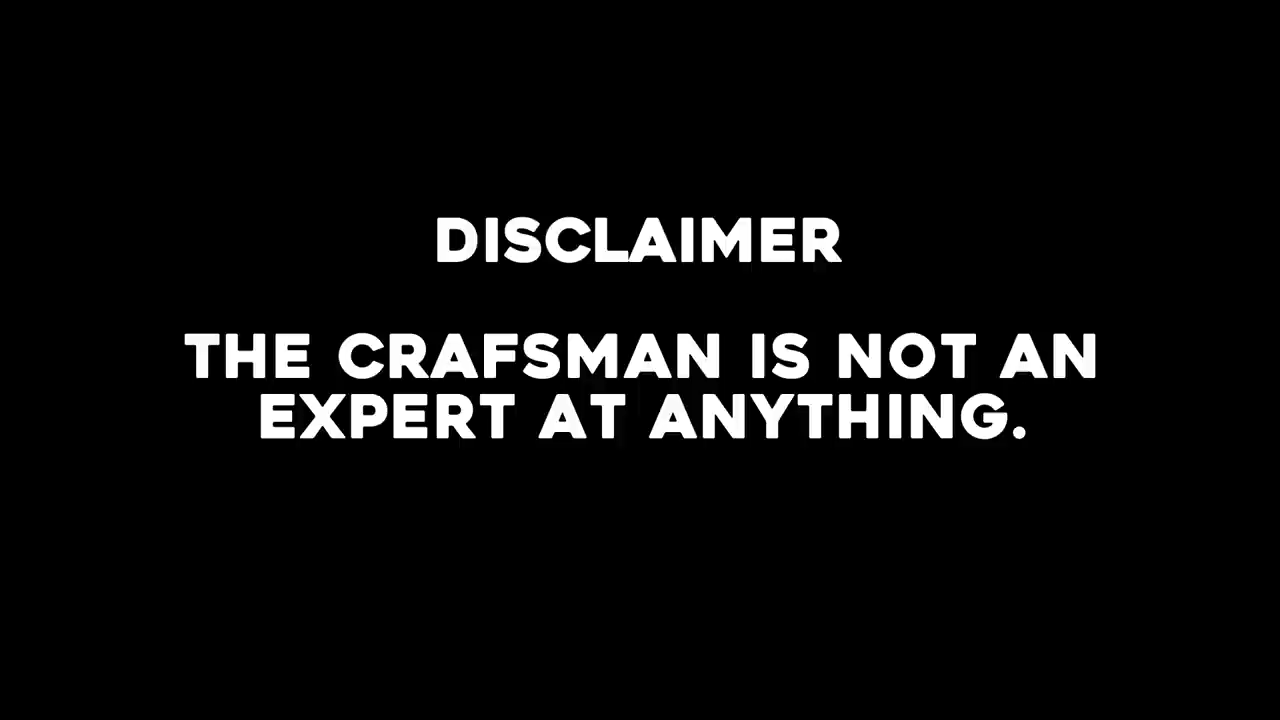 DISCLAIMER
THE CRAFSMAN IS NOT AN
EXPERT AT ANYTHING.